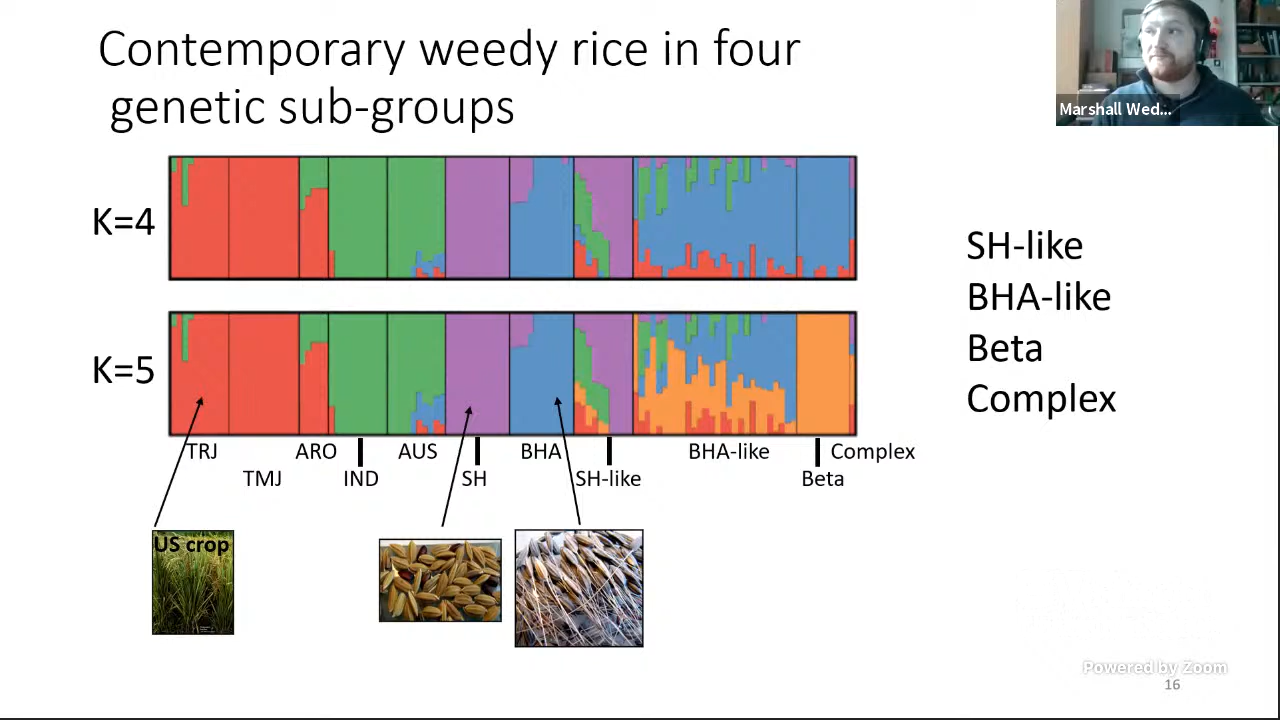 Contemporary weedy rice in four
genetic sub-groups
Marshall Wed...
K=4
K=5
SH-like
BHA-like
Beta
Complex
TRJ
ARO
AUS
BHA
BHA-like
Complex
TMJ
IND
SH
SH-like
Beta
US crop
Powered by Zoom
16